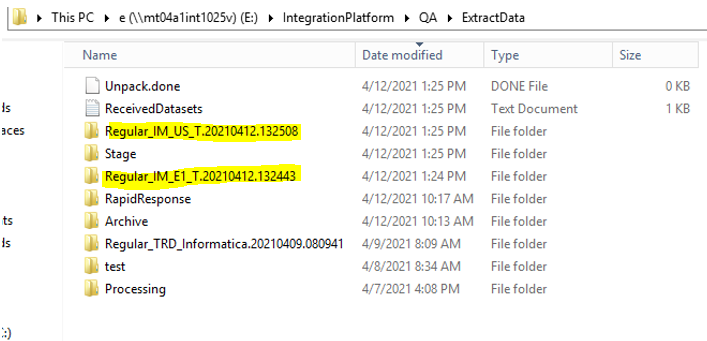 This PC > e (\\mt04a1int1025v) (E:) > IntegrationPlatform > QA > ExtractData
Name Date modified Type Size
Unpack.done 4/12/2021 1:25 PM DONE File 0 KB
ds ReceivedDatasets 4/12/2021 1:25 PM Text Document 1 KB
aces Regular_IM_US_T.20210412.132508 4/12/2021 1:25 PM File folder
Stage 4/12/2021 1:25 PM File folder
Regular_IM_E1_T.20210412.132443 4/12/2021 1:24 PM File folder
RapidResponse 4/12/2021 10:17 AM File folder
ts Archive 4/12/2021 10:13 AM File folder
ds Regular_TRD_Informatica.20210409.080941 4/9/2021 8:09 AM File folder
test 4/8/2021 8:34 AM File folder
Processing 4/7/2021 4:08 PM File folder
C:)